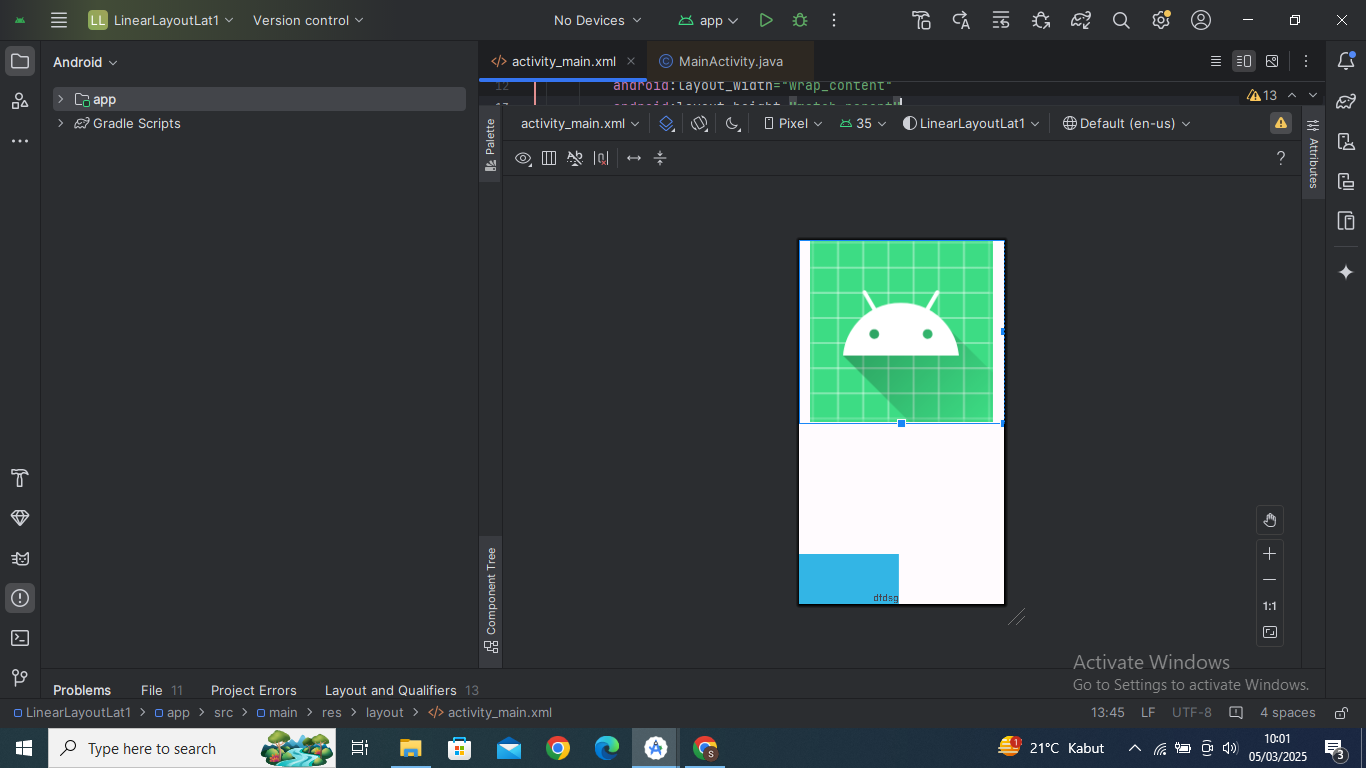 LL LinearLayoutLat1 Version control No Devices app
Android activity_main.xml MainActivity.java
12 android:layout_width="wrap_content"
13
app
Gradle Scripts
Palette
activity_main.xml Pixel 35 LinearLayoutLat1 Default (en-us)
Attributes
?
dfdsg
1:1
Component Tree
Activate Windows
Go to Settings to activate Windows.
Problems File 11 Project Errors Layout and Qualifiers 13
LinearLayoutLat1 > app > src > main > res > layout > activity_main.xml 13:45 LF UTF-8 4 spaces
Type here to search 1 21°C Kabut 10:01
S 05/03/2025 3